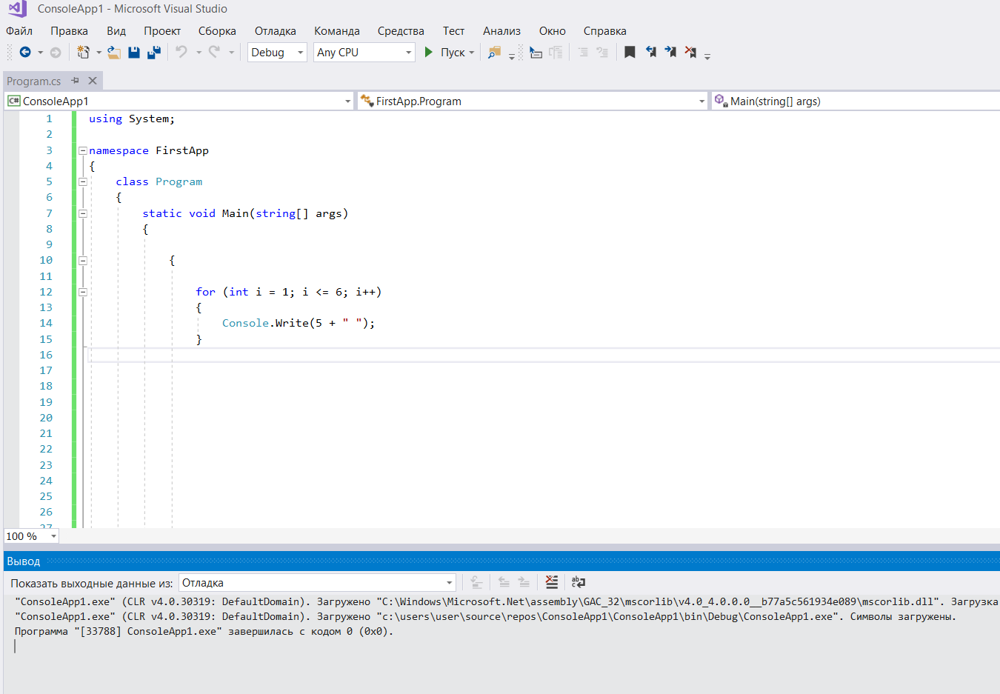 ConsoleApp1 - Microsoft Visual Studio
Файл Правка Вид Проект Сборка Отладка Команда Средства Тест Анализ Окно Справка
Debug Any CPU Пуск
Program.cs
C# ConsoleApp1 FirstApp.Program Main(string[] args)
1 using System;
2
3 namespace FirstApp
4 {
5 class Program
6 {
7 static void Main(string[] args)
8 {
9
10 {
11
12 for (int i = 1; i <= 6; i++)
13 {
14 Console.Write(5 + " ");
15 }
16
17
18
19
20
21
22
23
24
25
26
27
100 %
Вывод
Показать выходные данные из: Отладка
"ConsoleApp1.exe" (CLR v4.0.30319: DefaultDomain). Загружено "C:\Windows\Microsoft.Net\assembly\GAC_32\mscorlib\v4.0_4.0.0.0__b77a5c561934e089\mscorlib.dll". Загрузка
"ConsoleApp1.exe" (CLR v4.0.30319: DefaultDomain). Загружено "c:\users\user\source\repos\ConsoleApp1\ConsoleApp1\bin\Debug\ConsoleApp1.exe". Символы загружены.
Программа "[33788] ConsoleApp1.exe" завершилась с кодом 0 (0x0).